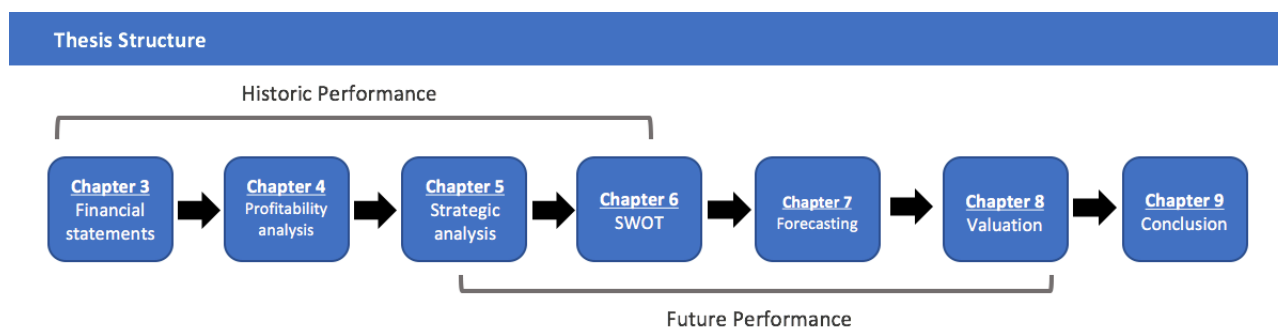 Thesis Structure
Historic Performance
Chapter 3
Financial
statements
Chapter 4
Profitability
analysis
Chapter 5
Strategic
analysis
Chapter 6
SWOT
Chapter 7
Forecasting
Chapter 8
Valuation
Chapter 9
Conclusion
Future Performance